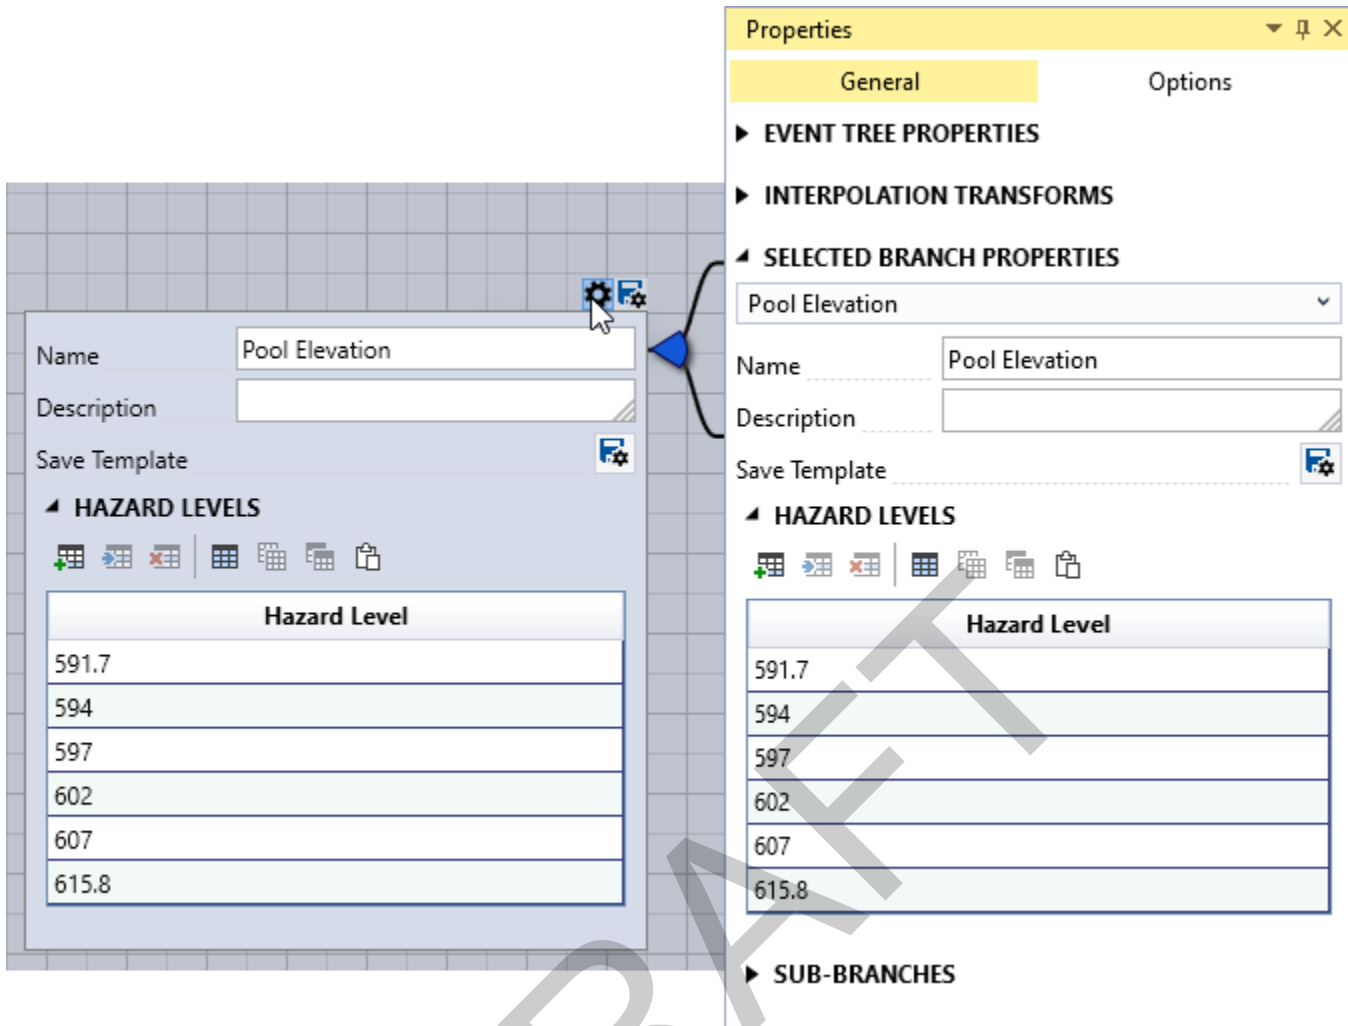 Properties
General
Options
EVENT TREE PROPERTIES
INTERPOLATION TRANSFORMS
SELECTED BRANCH PROPERTIES
Pool Elevation
Name
Pool Elevation
Description
Save Template
HAZARD LEVELS
Hazard Level
591.7
594
597
602
607
615.8
SUB-BRANCHES
Name
Pool Elevation
Description
Save Template
HAZARD LEVELS
Hazard Level
591.7
594
597
602
607
615.8
RAFT